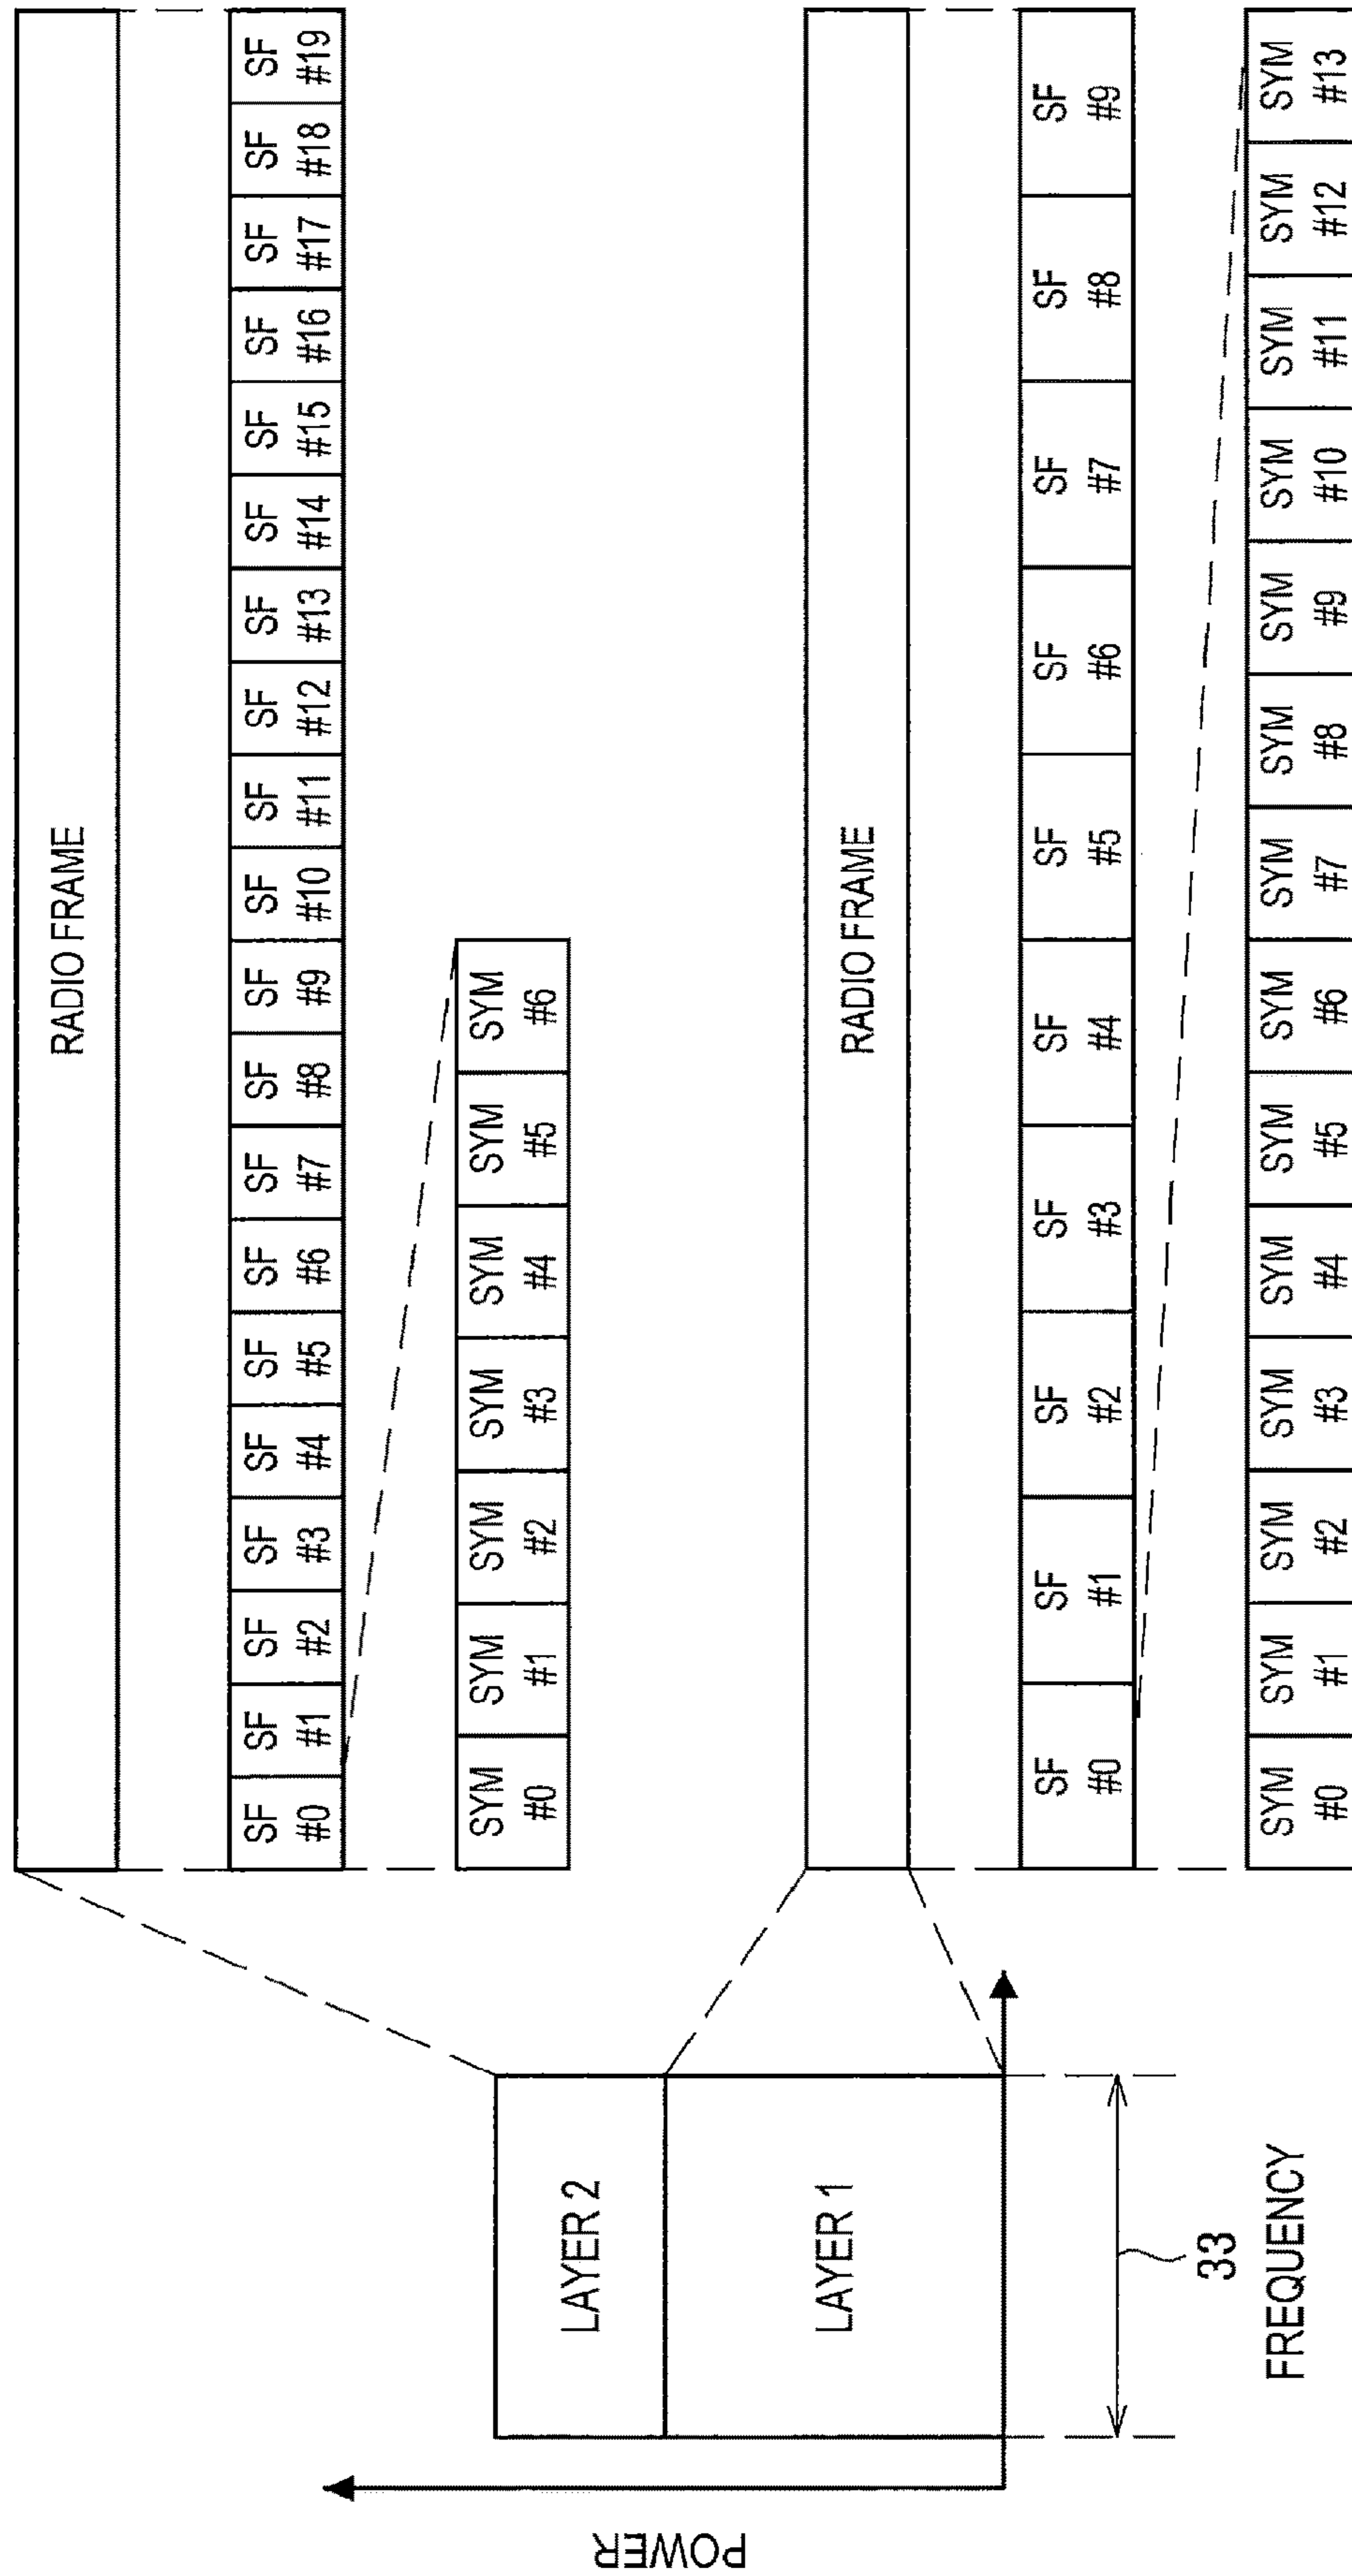 RADIO FRAME
SF #0 SF #1 SF #2 SF #3 SF #4 SF #5 SF #6 SF #7 SF #8 SF #9 SF #10 SF #11 SF #12 SF #13 SF #14 SF #15 SF #16 SF #17 SF #18 SF #19
SYM #0 SYM #1 SYM #2 SYM #3 SYM #4 SYM #5 SYM #6
RADIO FRAME
SF #0 SF #1 SF #2 SF #3 SF #4 SF #5 SF #6 SF #7 SF #8 SF #9
SYM #0 SYM #1 SYM #2 SYM #3 SYM #4 SYM #5 SYM #6 SYM #7 SYM #8 SYM #9 SYM #10 SYM #11 SYM #12 SYM #13
POWER
LAYER 2
LAYER 1
33
FREQUENCY